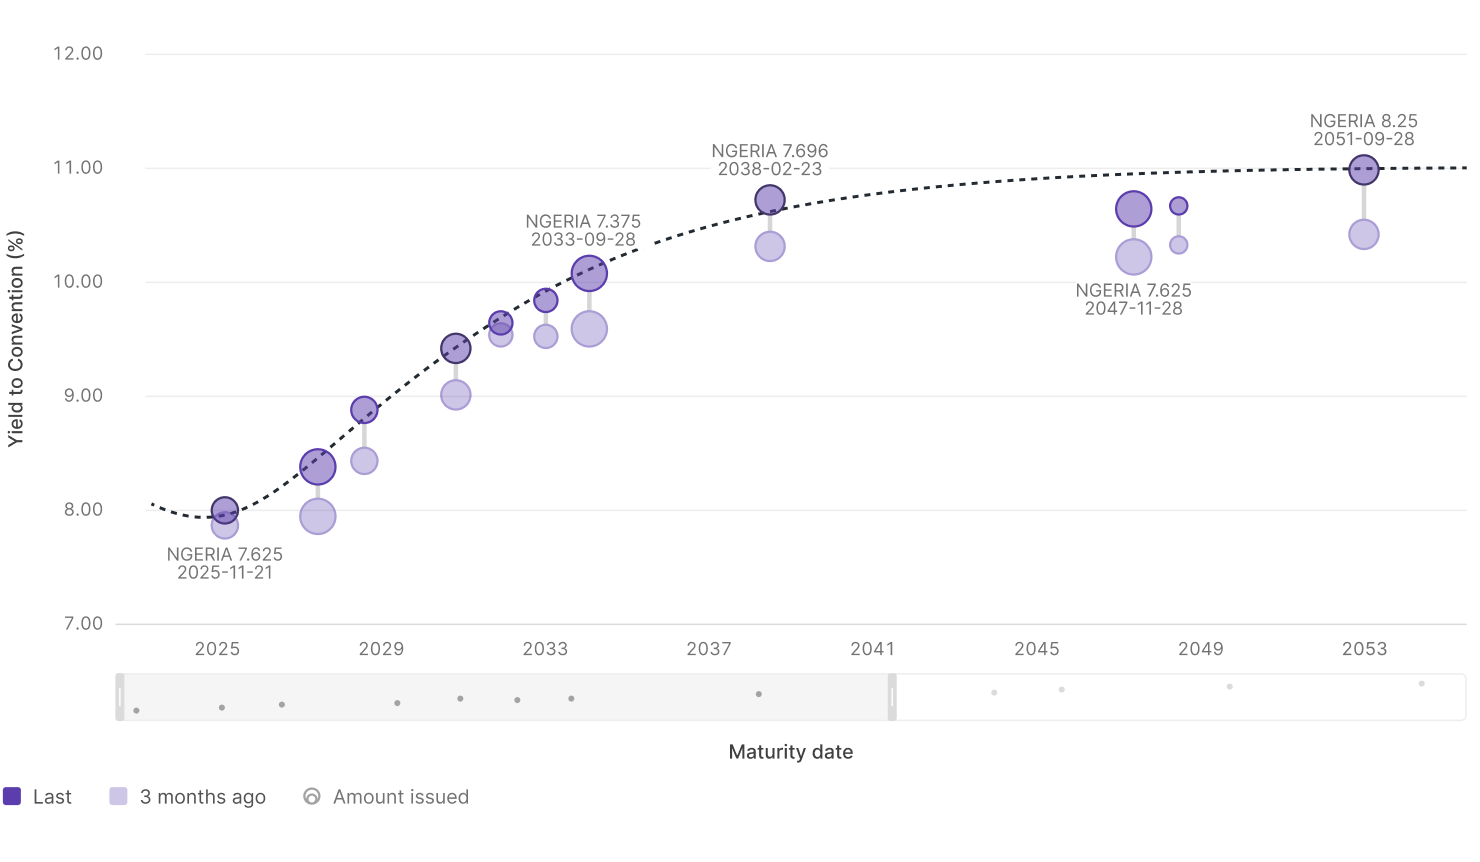 12.00
11.00
10.00
9.00
8.00
7.00
Yield to Convention (%)
NGERIA 7.625
2025-11-21
NGERIA 7.375
2033-09-28
NGERIA 7.696
2038-02-23
NGERIA 7.625
2047-11-28
NGERIA 8.25
2051-09-28
2025 2029 2033 2037 2041 2045 2049 2053
Maturity date
Last 3 months ago Amount issued